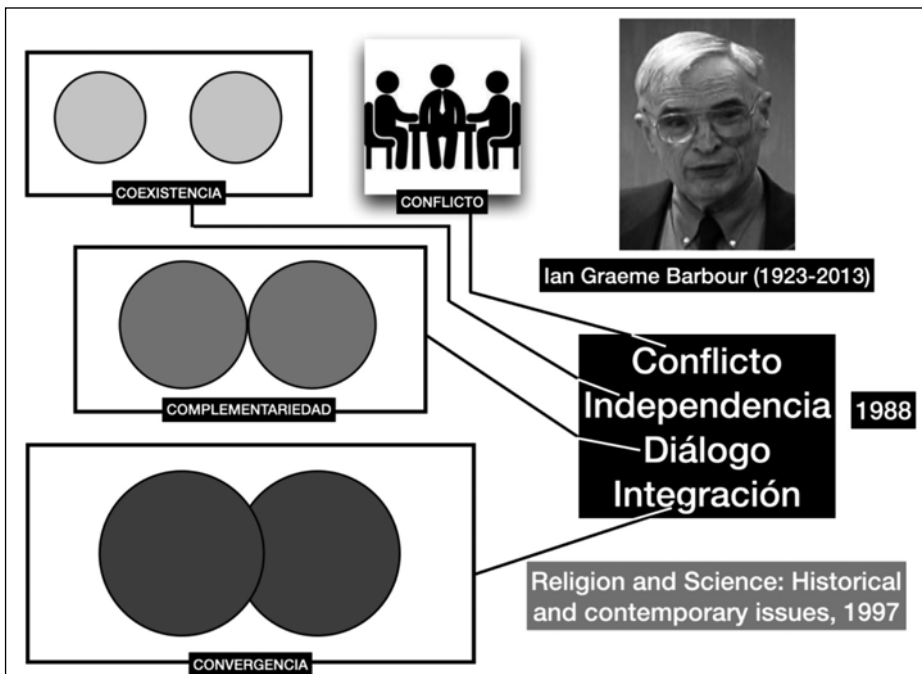 COEXISTENCIA
CONFLICTO
Ian Graeme Barbour (1923-2013)
COMPLEMENTARIEDAD
Conflicto
Independencia
Diálogo
Integración
1988
CONVERGENCIA
Religion and Science: Historical
and contemporary issues, 1997